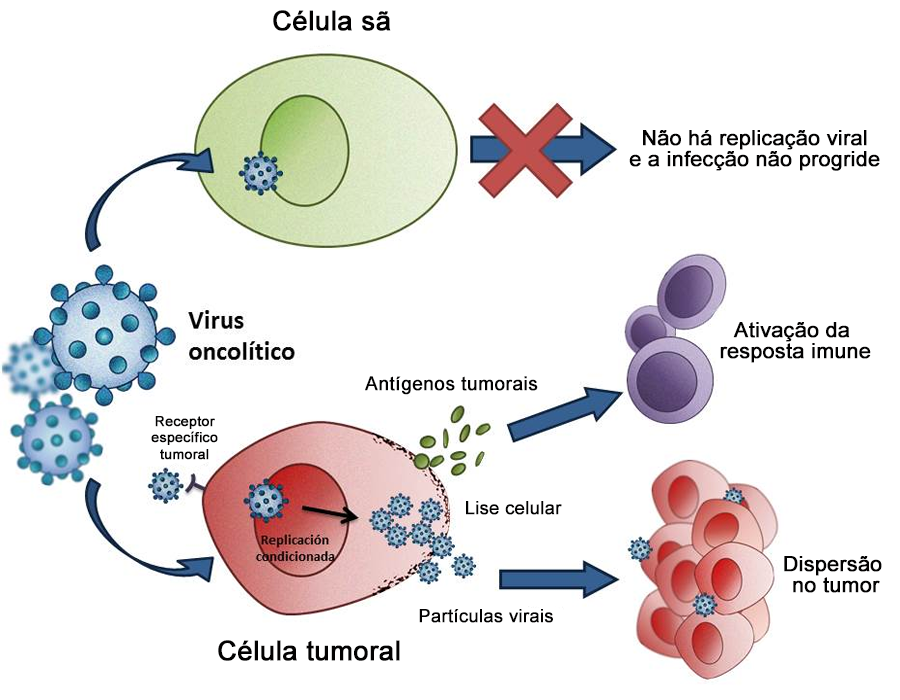 Célula sã
Não há replicação viral
e a infecção não progride
Virus
oncolítico
Ativação da
resposta imune
Antígenos tumorais
Receptor
específico
tumoral
Lise celular
Replicación
condicionada
Dispersão
no tumor
Partículas virais
Célula tumoral